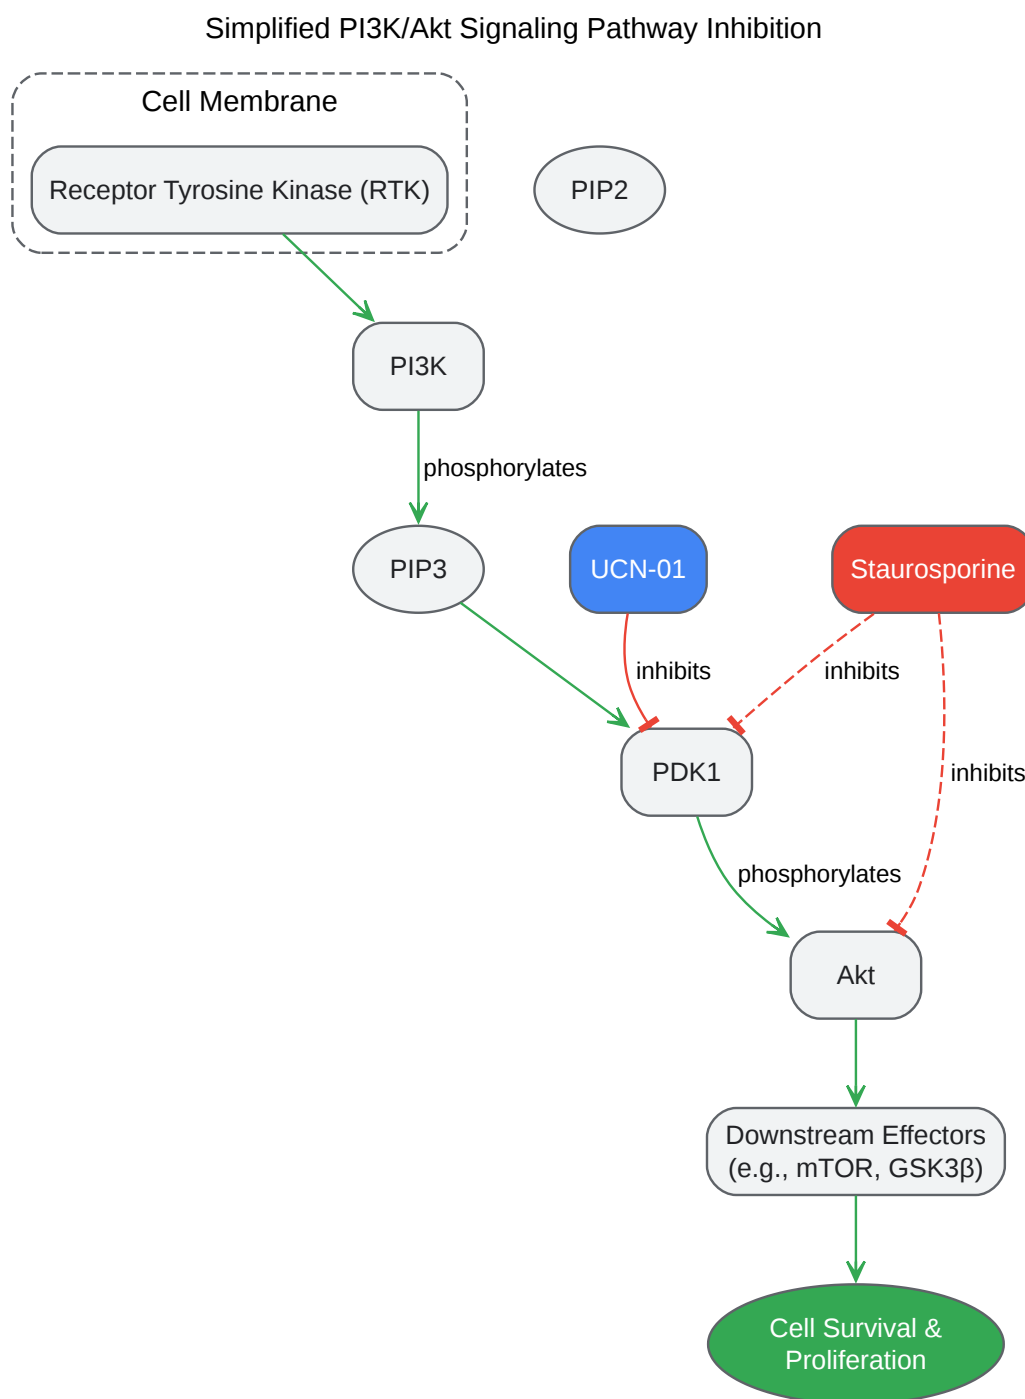 Simplified PI3K/Akt Signaling Pathway Inhibition
Cell Membrane
Receptor Tyrosine Kinase (RTK)
PIP2
PI3K
phosphorylates
PIP3
UCN-01
Staurosporine
inhibits
inhibits
PDK1
inhibits
phosphorylates
Akt
Downstream Effectors
(e.g., mTOR, GSK3β)
Cell Survival &
Proliferation